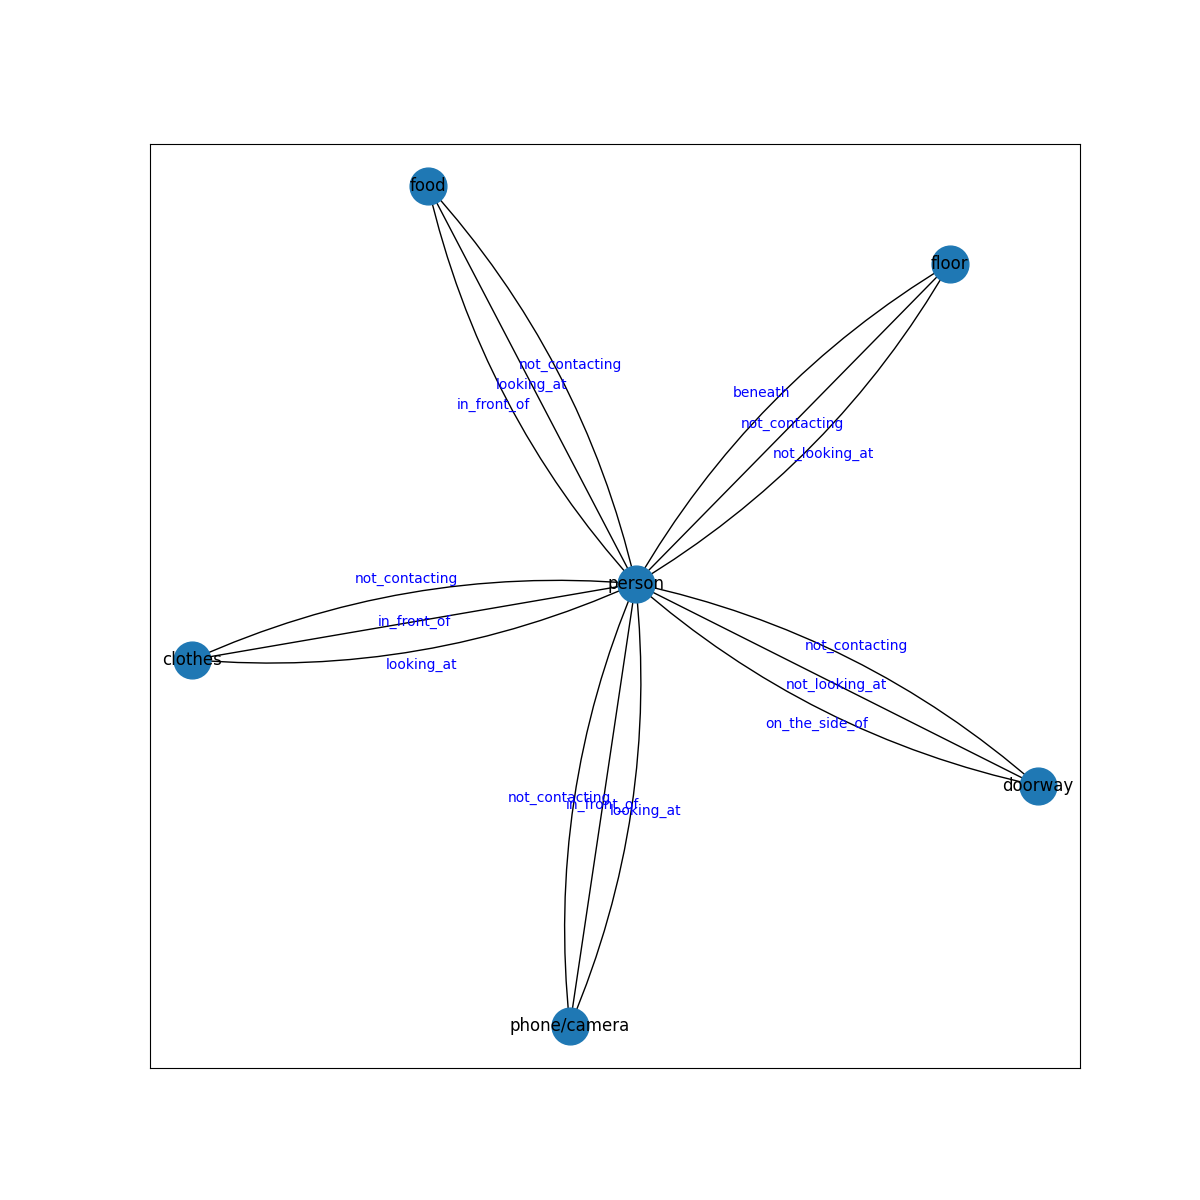 food
floor
not_contacting
looking_at
in_front_of
beneath
not_contacting
not_looking_at
person
not_contacting
in_front_of
looking_at
clothes
not_contacting
not_looking_at
on_the_side_of
doorway
not_contacting
in_front_of
looking_at
phone/camera